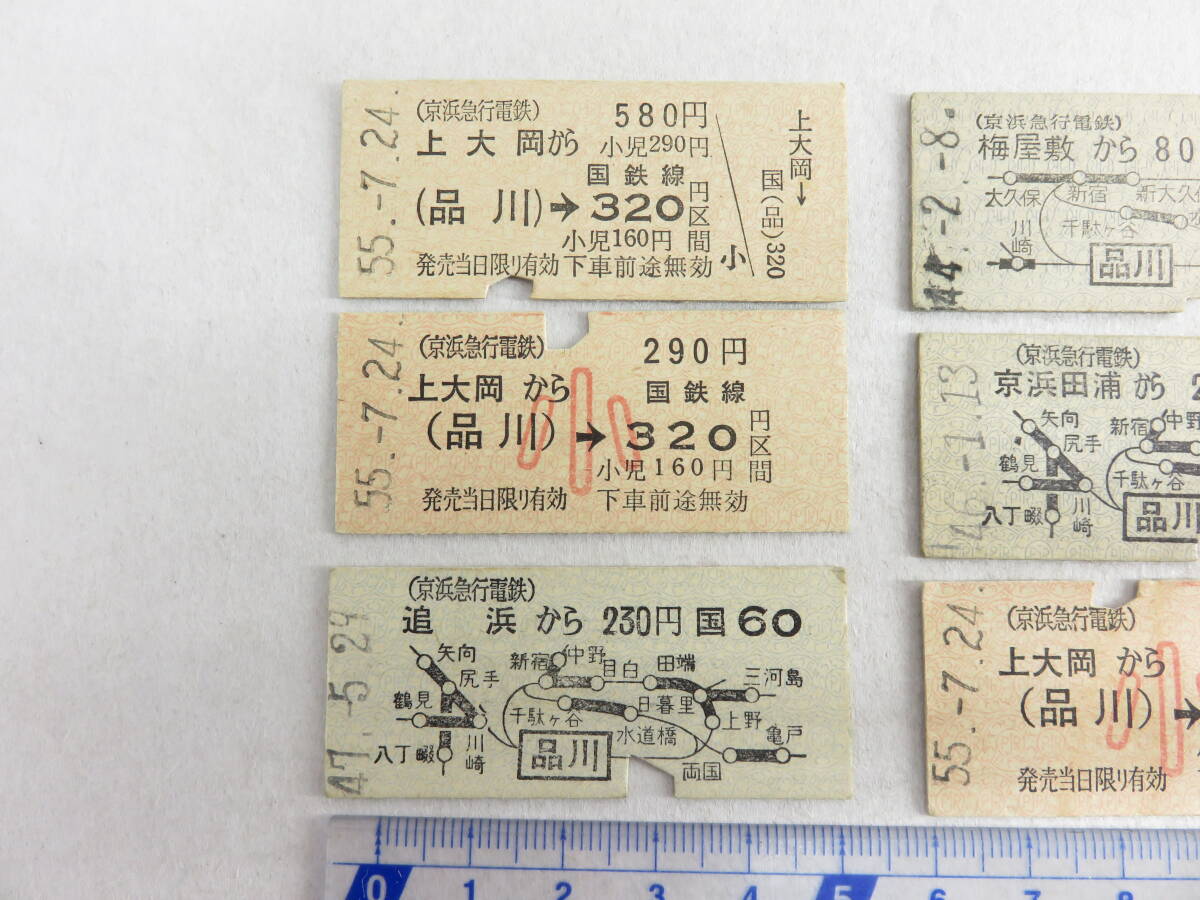 55.-7.24.
(京浜急行電鉄)
580円
上大岡から
小児290円
国鉄線
(品川)→320円区間
小児160円
発売当日限り有効 下車前途無効
小
上大岡→
国(品)320
55.-7.24.
(京浜急行電鉄)
290円
上大岡から
国鉄線
小
(品川)→320円区間
小児160円
発売当日限り有効 下車前途無効
47.-5.29
(京浜急行電鉄)
追浜から230円 国60
矢向
尻手
鶴見
八丁畷
川崎
新宿
中野
目白
田端
三河島
千駄ヶ谷
日暮里
上野
水道橋
亀戸
両国
品川
44.-2.-8.
(京浜急行電鉄)
梅屋敷から80
大久保
新宿
新大久
千駄ヶ谷
川崎
品川
46.-1.13
(京浜急行電鉄)
京浜田浦から
矢向
尻手
鶴見
八丁畷
川崎
新宿
中野
千駄ヶ谷
品川
55.-7.24.
(京浜急行電鉄)
上大岡から
小
(品川)→
発売当日限り有効
0 1 2 3 4 5 6 7 8